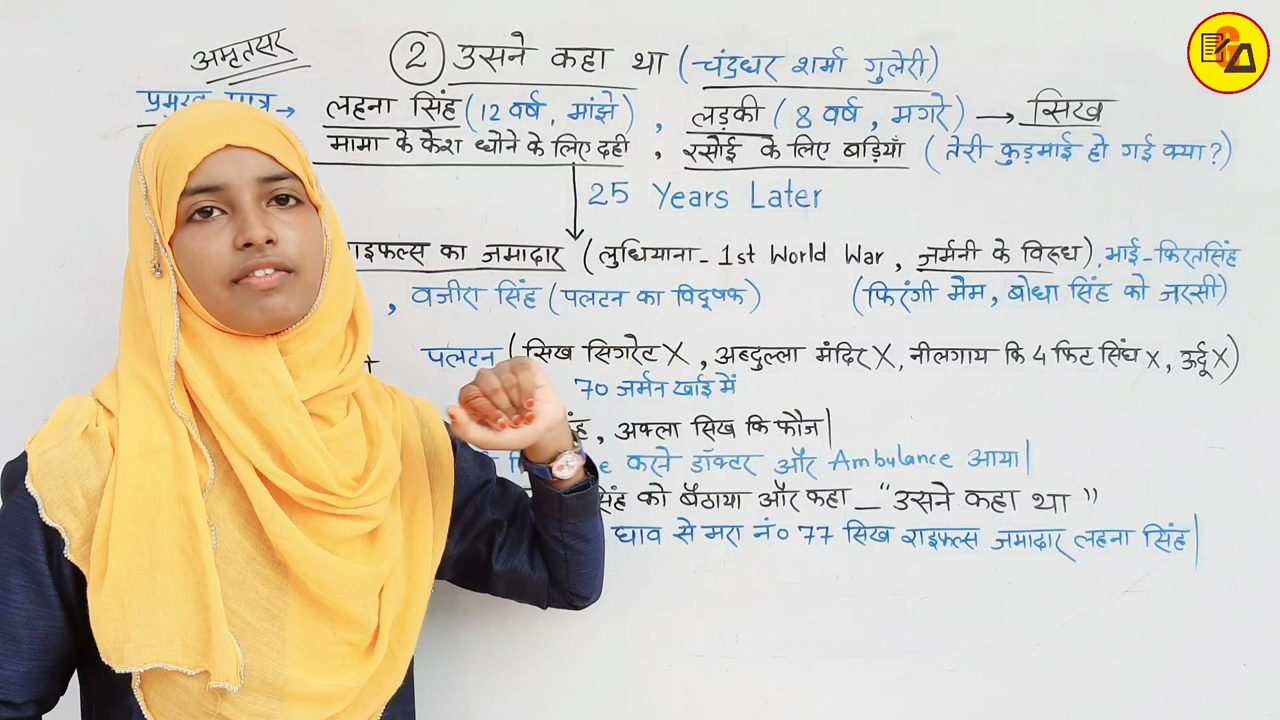 अमृतसर
② उसने कहा था (चंद्रधर शर्मा गुलेरी)
प्रमुख पात्र → लहना सिंह (12 वर्ष, मांझे), लड़की (8 वर्ष, मगरे) → सिख
मामा के केश धोने के लिए दही, रसोई के लिए बड़ियाँ (तेरी कुड़माई हो गई क्या?)
25 Years Later
राइफल्स का जमादार (लुधियाना - 1st World War, जर्मनी के विरुध), भाई - किरतसिंह
, वजीरा सिंह (पलटन का विदूषक) (फिरंगी मेम, बोधा सिंह को जरसी)
पलटन (सिख सिगरेट X, अब्दुल्ला मंदिर X, नीलगाय कि 4 फिट सिंघ X, उर्दू X)
70 जर्मन खाई में
, अक्ला सिख कि फौज|
करने डॉक्टर और Ambulance आया|
सिंह को बैठाया और कहा - "उसने कहा था"
घाव से मरा नं० 77 सिख राइफल्स जमादार लहना सिंह|